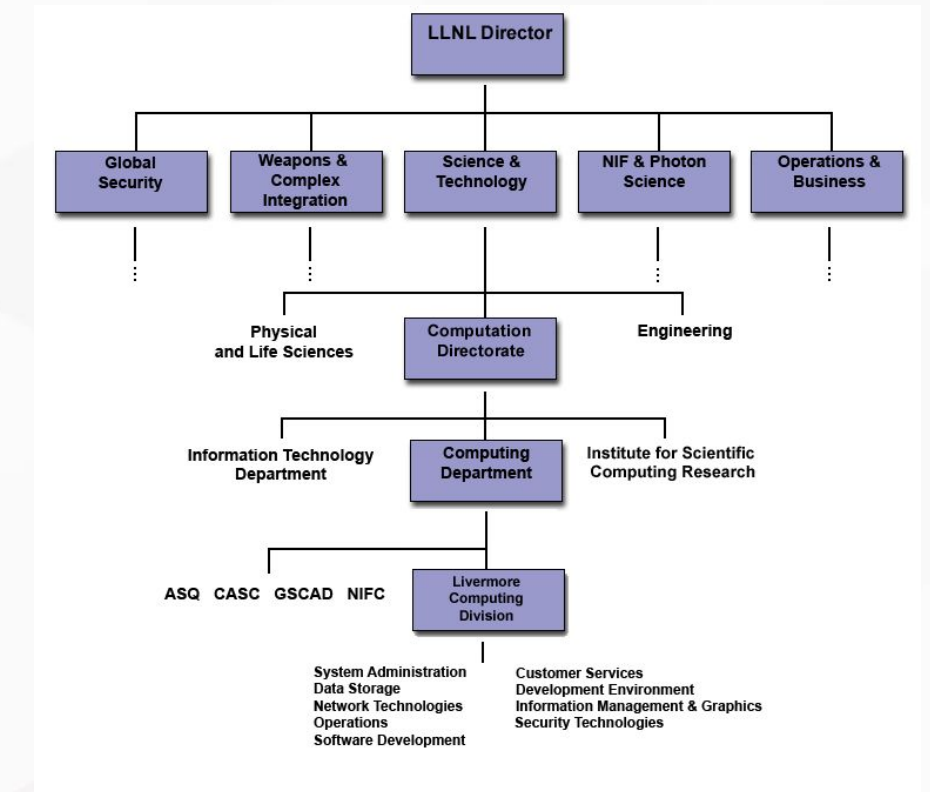 LLNL Director
Global
Security
Weapons &
Complex
Integration
Science &
Technology
NIF & Photon
Science
Operations &
Business
Physical
and Life Sciences
Computation
Directorate
Engineering
Information Technology
Department
Computing
Department
Institute for Scientific
Computing Research
ASQ CASC GSCAD NIFC
Livermore
Computing
Division
System Administration
Data Storage
Network Technologies
Operations
Software Development
Customer Services
Development Environment
Information Management & Graphics
Security Technologies